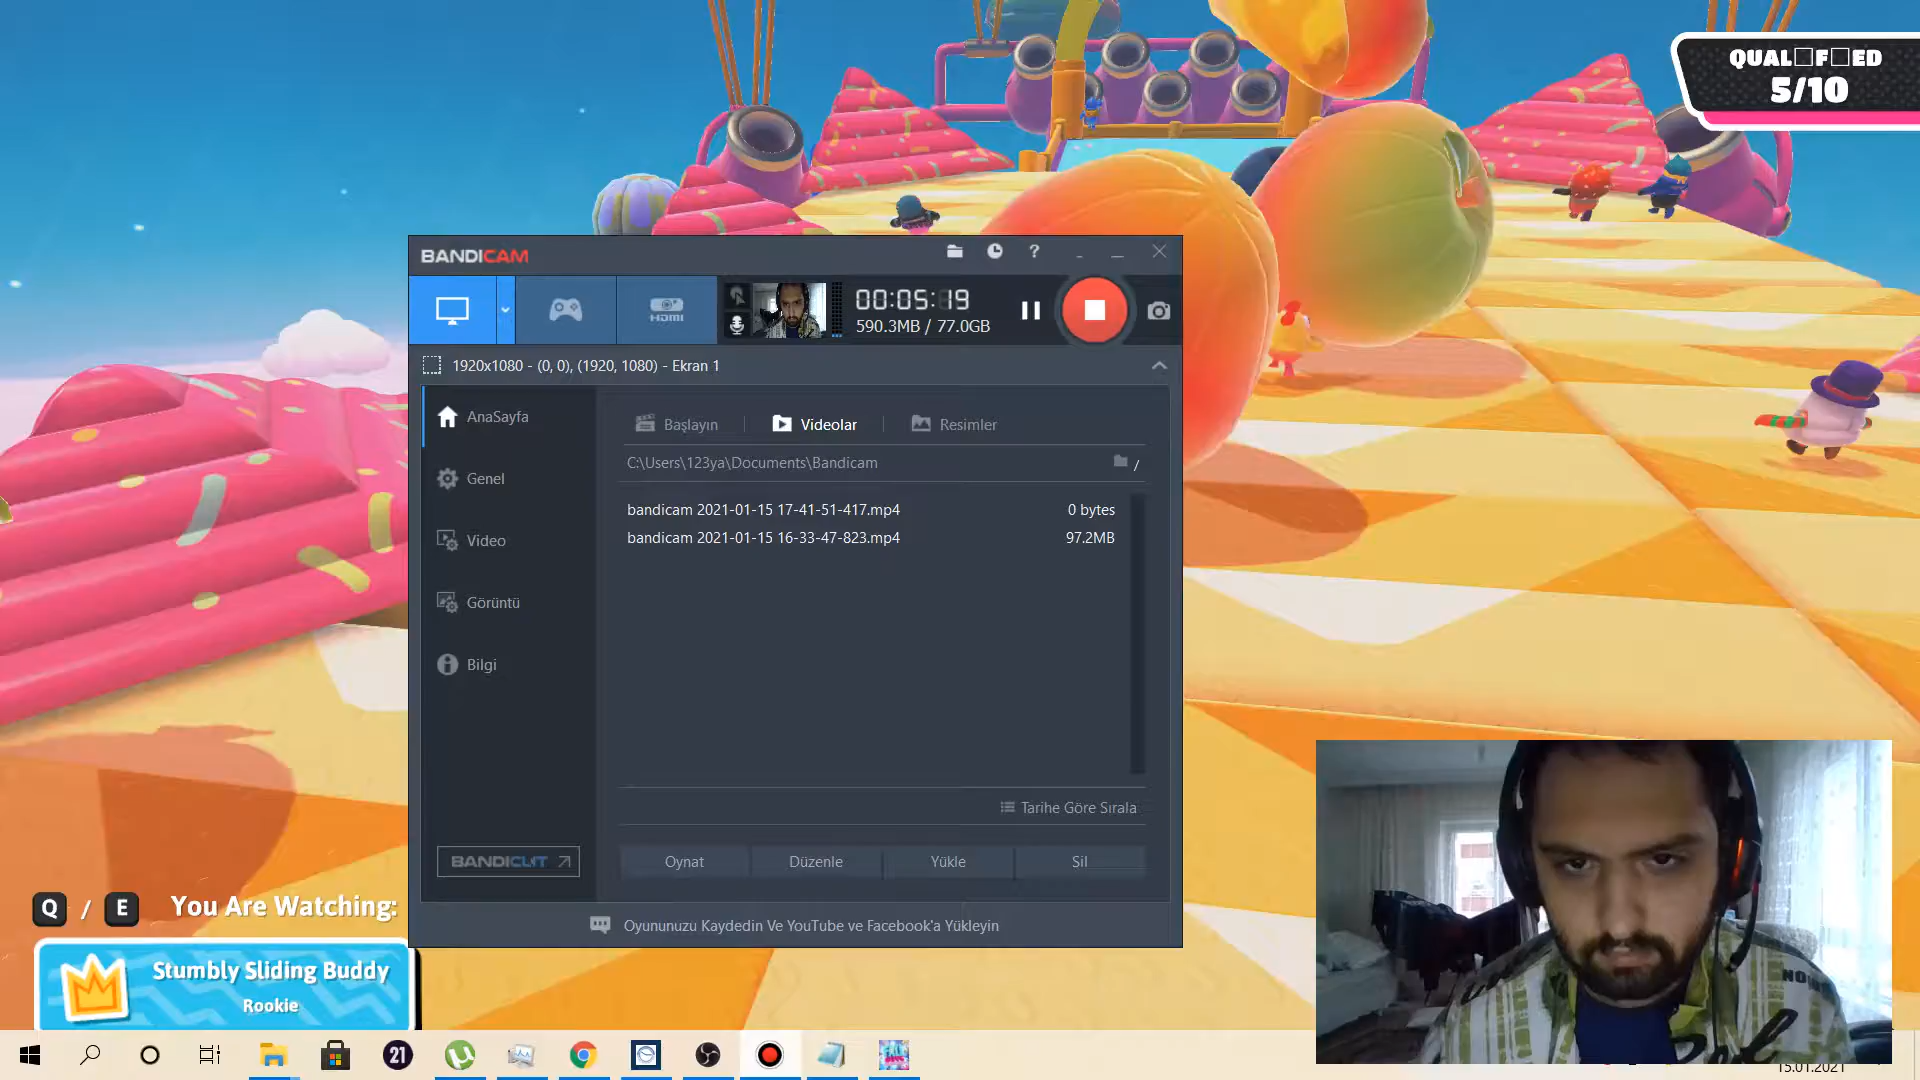 QUAL□F□ED
5/10
BANDICAM
?
HDMI
00:05:19
590.3MB / 77.0GB
1920x1080 - (0, 0), (1920, 1080) - Ekran 1
AnaSayfa
Genel
Video
Görüntü
Bilgi
Başlayın
Videolar
Resimler
C:\Users\123ya\Documents\Bandicam
/
bandicam 2021-01-15 17-41-51-417.mp4 0 bytes
bandicam 2021-01-15 16-33-47-823.mp4 97.2MB
Tarihe Göre Sırala
BANDICUT
Oynat
Düzenle
Yükle
Sil
Oyununuzu Kaydedin Ve YouTube ve Facebook'a Yükleyin
Q / E You Are Watching:
Stumbly Sliding Buddy
Rookie
21
15.01.2021